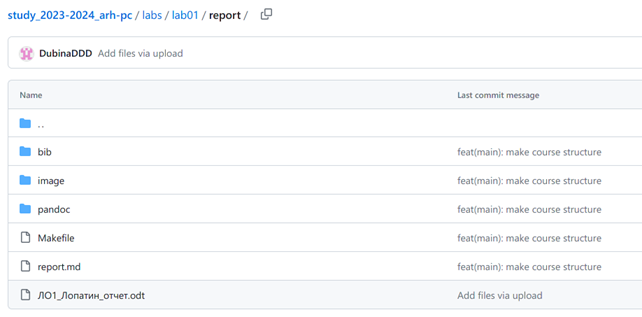 study_2023-2024_arh-pc / labs / lab01 / report /
DubinaDDD Add files via upload
Name Last commit message
..
bib feat(main): make course structure
image feat(main): make course structure
pandoc feat(main): make course structure
Makefile feat(main): make course structure
report.md feat(main): make course structure
ЛО1_Лопатин_отчет.odt Add files via upload